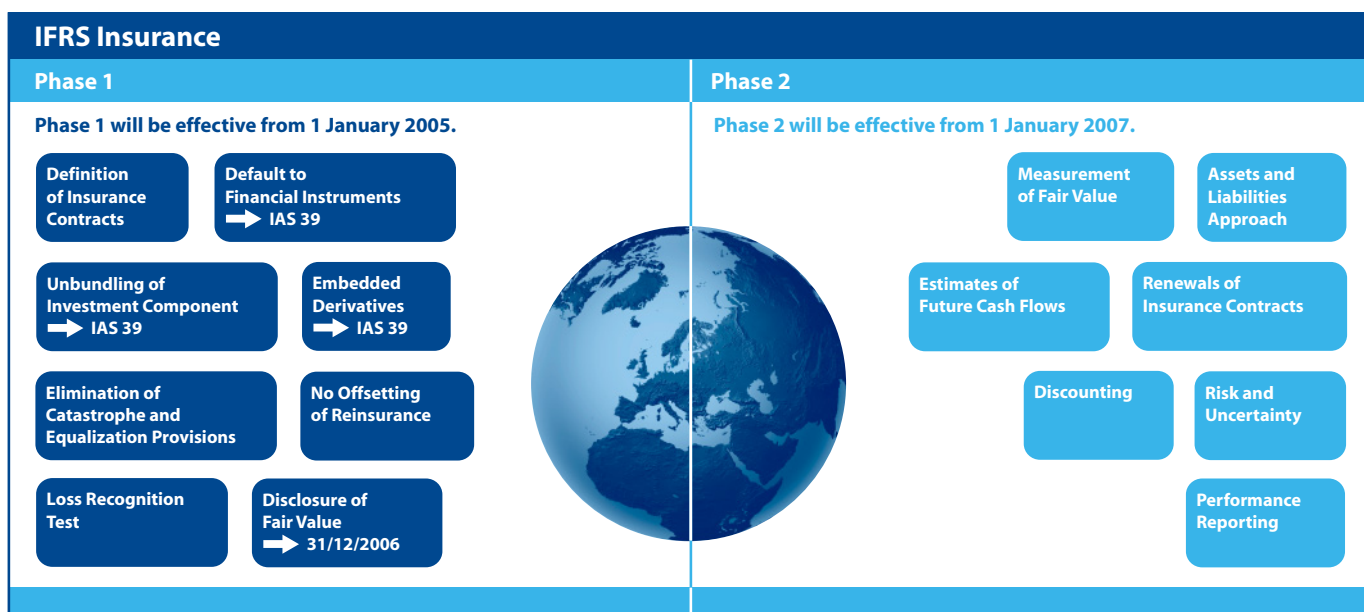 IFRS Insurance
Phase 1
Phase 1 will be effective from 1 January 2005.
Definition
of Insurance
Contracts
Default to
Financial Instruments
→ IAS 39
Unbundling of
Investment Component
→ IAS 39
Embedded
Derivatives
→ IAS 39
Elimination of
Catastrophe and
Equalization Provisions
No Offsetting
of Reinsurance
Loss Recognition
Test
Disclosure of
Fair Value
→ 31/12/2006
Phase 2
Phase 2 will be effective from 1 January 2007.
Measurement
of Fair Value
Assets and
Liabilities
Approach
Estimates of
Future Cash Flows
Renewals of
Insurance Contracts
Discounting
Risk and
Uncertainty
Performance
Reporting